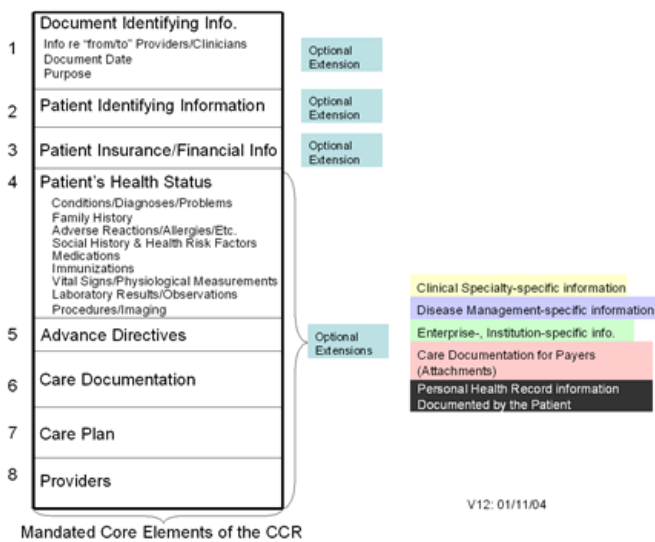 1
Document Identifying Info.
Info re "from/to" Providers/Clinicians
Document Date
Purpose
Optional
Extension
2
Patient Identifying Information
Optional
Extension
3
Patient Insurance/Financial Info
Optional
Extension
4
Patient's Health Status
Conditions/Diagnoses/Problems
Family History
Adverse Reactions/Allergies/Etc.
Social History & Health Risk Factors
Medications
Immunizations
Vital Signs/Physiological Measurements
Laboratory Results/Observations
Procedures/Imaging
5
Advance Directives
6
Care Documentation
7
Care Plan
8
Providers
Optional
Extensions
Clinical Specialty-specific information
Disease Management-specific information
Enterprise-, Institution-specific info.
Care Documentation for Payers
(Attachments)
Personal Health Record information
Documented by the Patient
V12: 01/11/04
Mandated Core Elements of the CCR